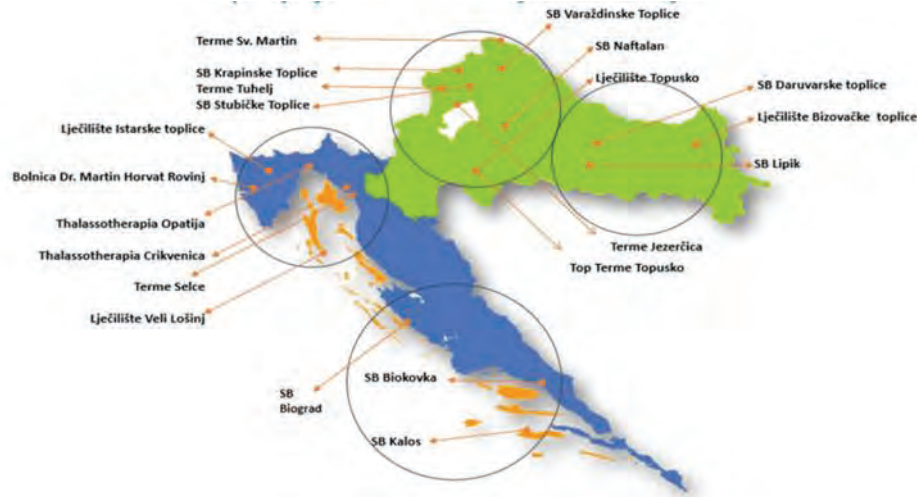 SB Varaždinske Toplice
Terme Sv. Martin
SB Naftalan
SB Krapinske Toplice
Lječilište Topusko
Terme Tuhelj
SB Daruvarske toplice
SB Stubičke Toplice
Lječilište Bizovačke toplice
Lječilište Istarske toplice
SB Lipik
Bolnica Dr. Martin Horvat Rovinj
Thalassotherapia Opatija
Terme Jezerčica
Thalassotherapia Crikvenica
Top Terme Topusko
Terme Selce
Lječilište Veli Lošinj
SB Biokovka
SB
Biograd
SB Kalos